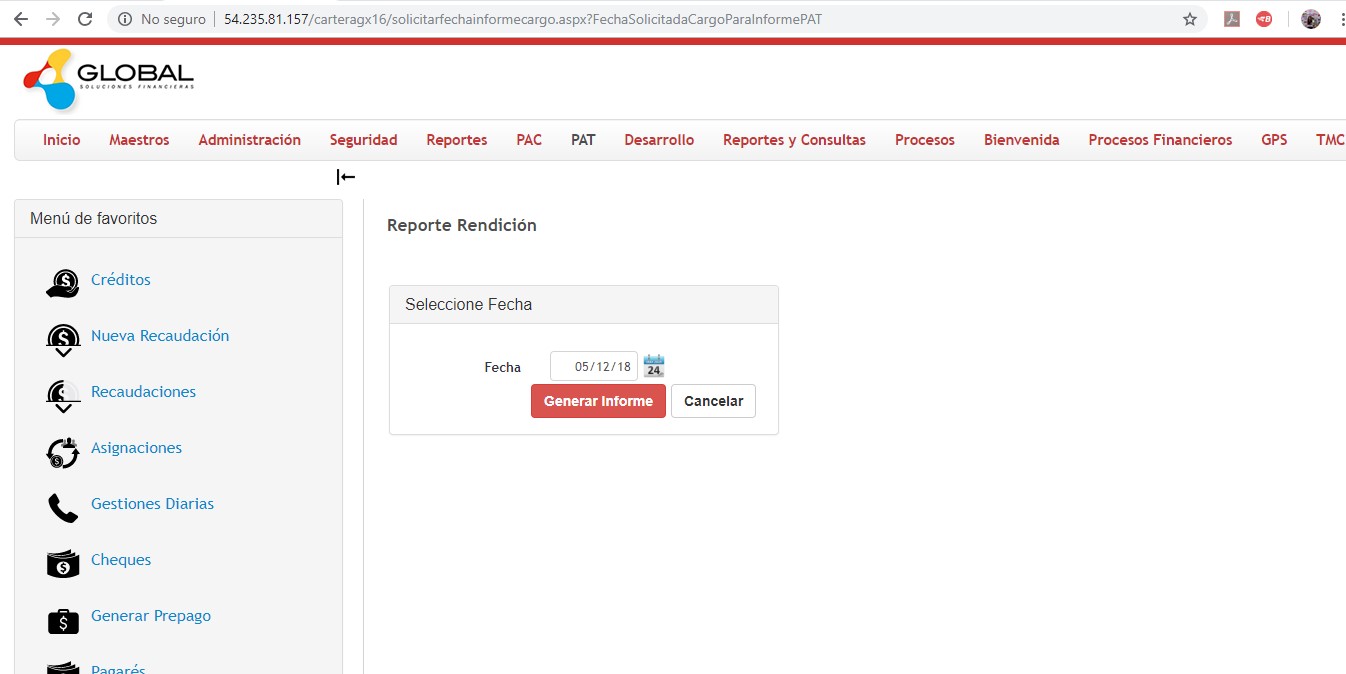 No seguro
54.235.81.157/carteragx16/solicitarfechainformecargo.aspx?FechaSolicitadaCargoParaInformePAT
GLOBAL
SOLUCIONES FINANCIERAS
Inicio Maestros Administración Seguridad Reportes PAC PAT Desarrollo Reportes y Consultas Procesos Bienvenida Procesos Financieros GPS TMC
Menú de favoritos
Créditos
Nueva Recaudación
Recaudaciones
Asignaciones
Gestiones Diarias
Cheques
Generar Prepago
Pagarés
Reporte Rendición
Seleccione Fecha
Fecha 05/12/18 24
Generar Informe Cancelar